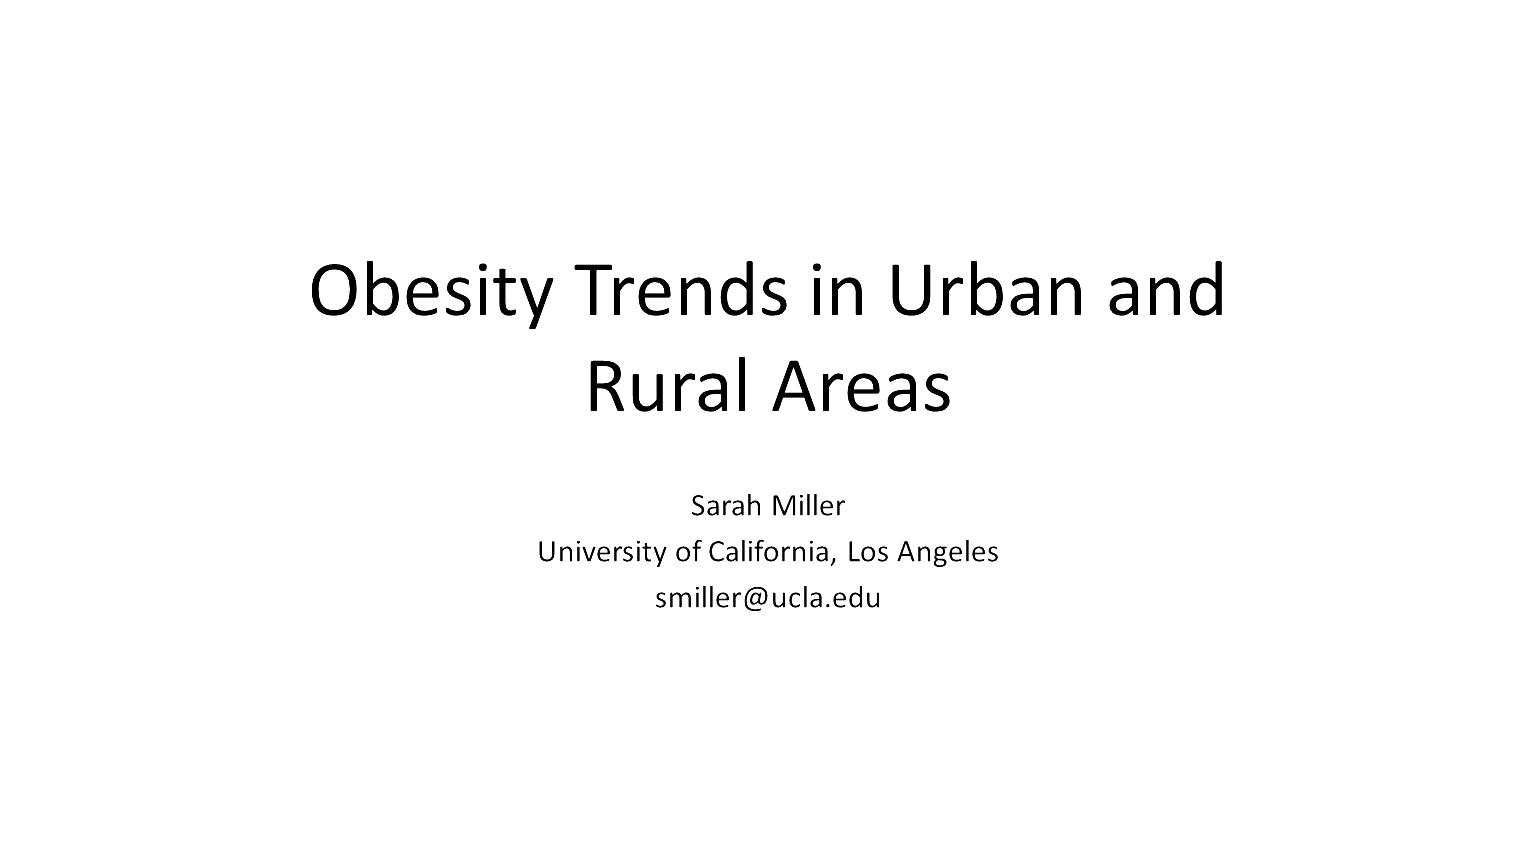 Obesity Trends in Urban and
Rural Areas
Sarah Miller
University of California, Los Angeles
smiller@ucla.edu